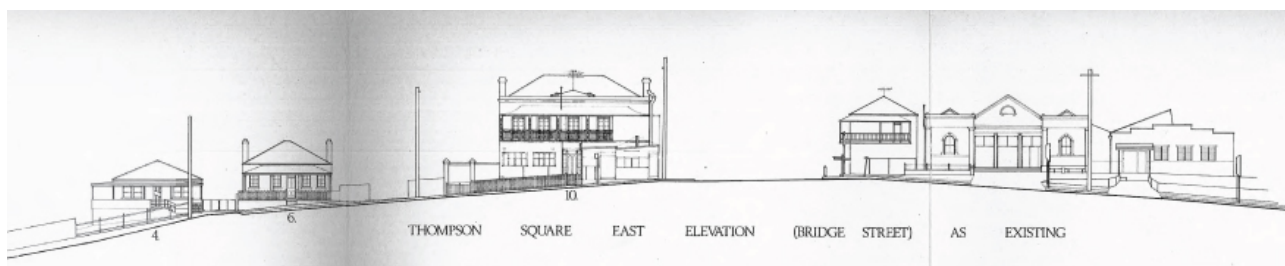 10.
6.
4.
THOMPSON SQUARE EAST ELEVATION (BRIDGE STREET) AS EXISTING